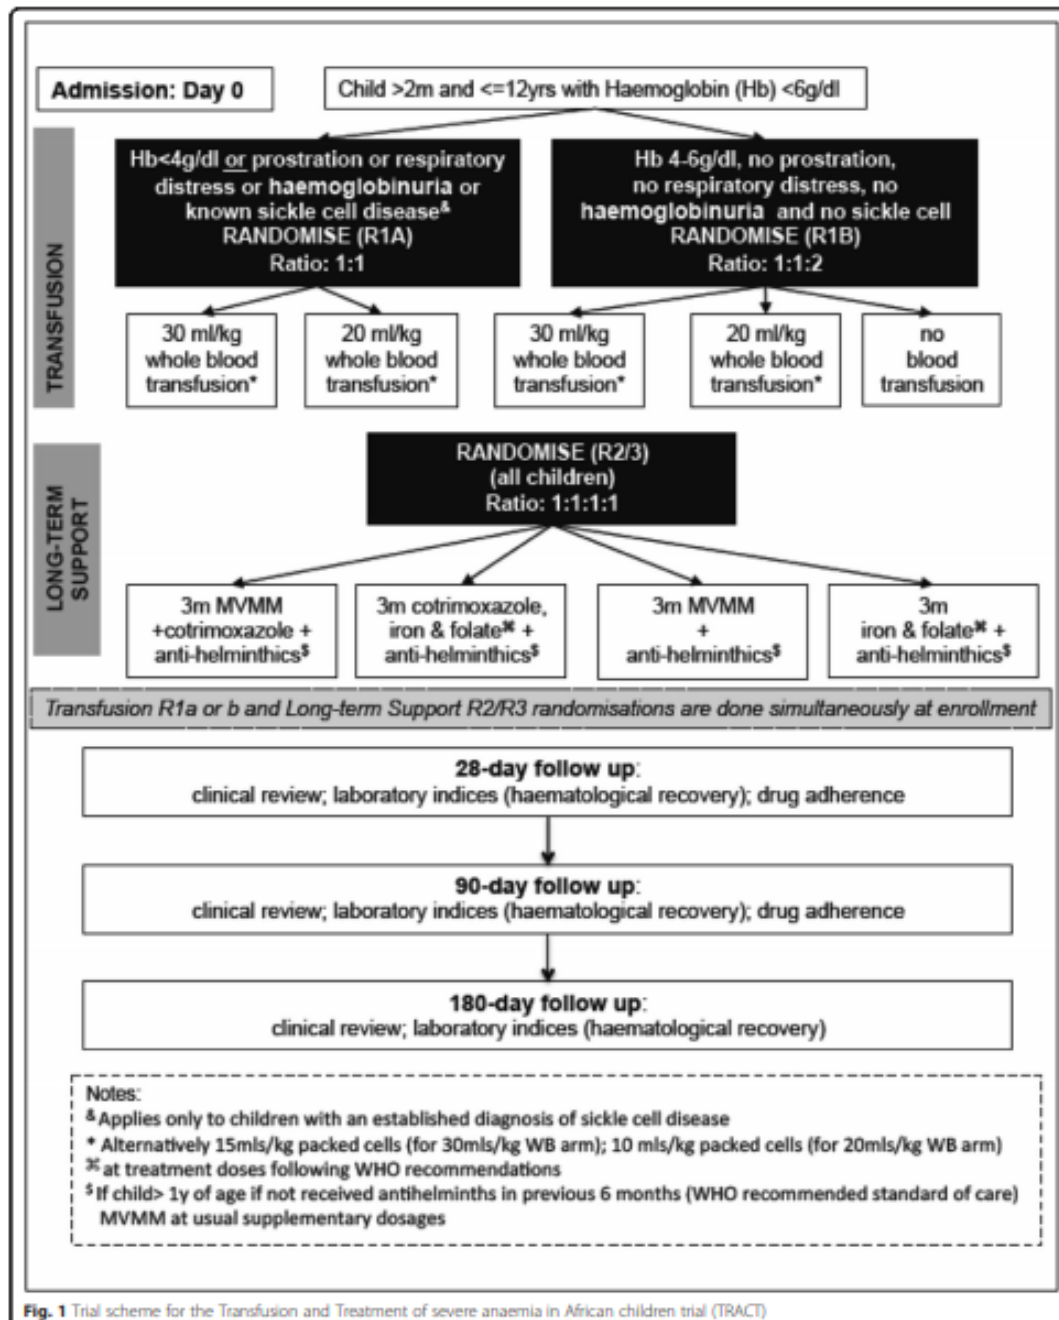 Admission: Day 0
Child >2m and <=12yrs with Haemoglobin (Hb) <6g/dl
TRANSFUSION
Hb<4g/dl or prostration or respiratory
distress or haemoglobinuria or
known sickle cell disease&
RANDOMISE (R1A)
Ratio: 1:1
Hb 4-6g/dl, no prostration,
no respiratory distress, no
haemoglobinuria and no sickle cell
RANDOMISE (R1B)
Ratio: 1:1:2
30 ml/kg
whole blood
transfusion*
20 ml/kg
whole blood
transfusion*
30 ml/kg
whole blood
transfusion*
20 ml/kg
whole blood
transfusion*
no
blood
transfusion
LONG-TERM
SUPPORT
RANDOMISE (R2/3)
(all children)
Ratio: 1:1:1:1
3m MVMM
+cotrimoxazole +
anti-helminthics$
3m cotrimoxazole,
iron & folate⌘ +
anti-helminthics$
3m MVMM
+
anti-helminthics$
3m
iron & folate⌘ +
anti-helminthics$
Transfusion R1a or b and Long-term Support R2/R3 randomisations are done simultaneously at enrollment
28-day follow up:
clinical review; laboratory indices (haematological recovery); drug adherence
90-day follow up:
clinical review; laboratory indices (haematological recovery); drug adherence
180-day follow up:
clinical review; laboratory indices (haematological recovery)
Notes:
& Applies only to children with an established diagnosis of sickle cell disease
* Alternatively 15mls/kg packed cells (for 30mls/kg WB arm); 10 mls/kg packed cells (for 20mls/kg WB arm)
⌘ at treatment doses following WHO recommendations
$ If child> 1y of age if not received antihelminths in previous 6 months (WHO recommended standard of care)
MVMM at usual supplementary dosages
Fig. 1 Trial scheme for the Transfusion and Treatment of severe anaemia in African children trial (TRACT)